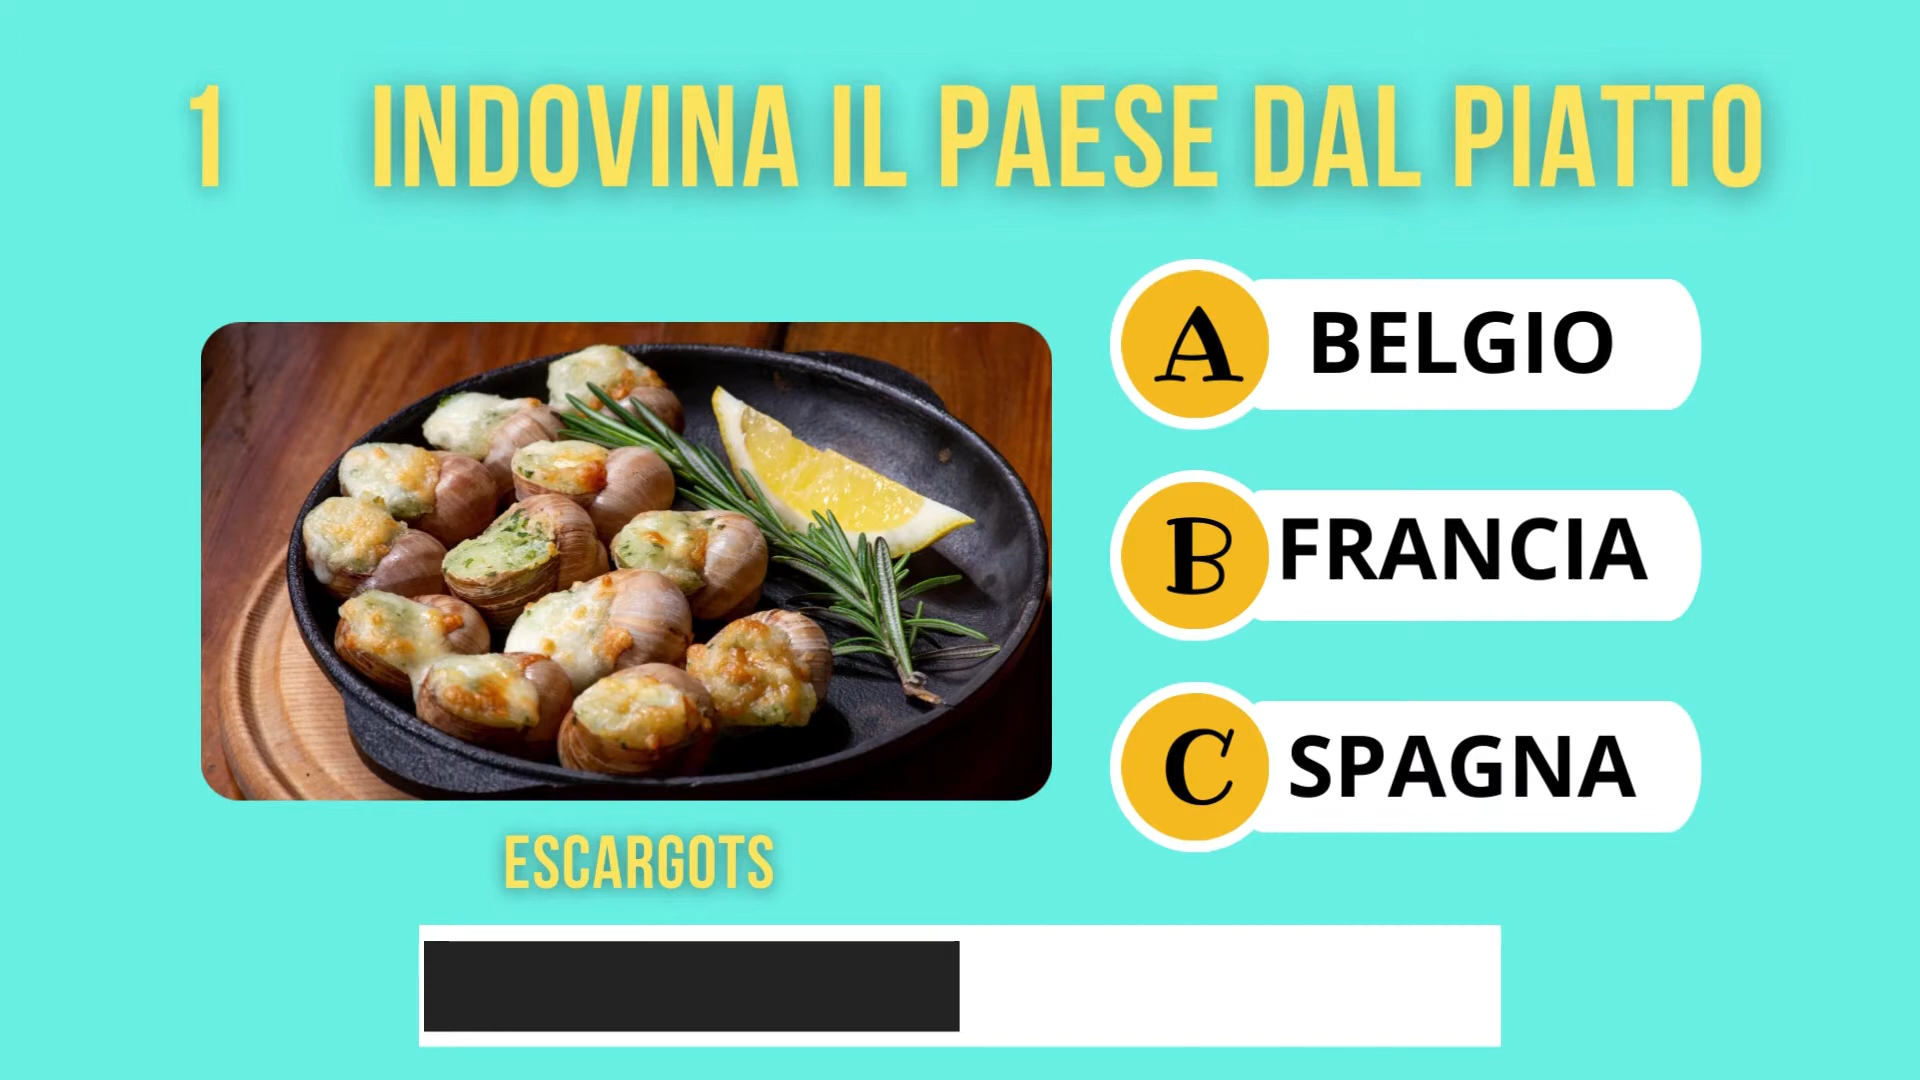 1 INDOVINA IL PAESE DAL PIATTO
A BELGIO
B FRANCIA
C SPAGNA
ESCARGOTS